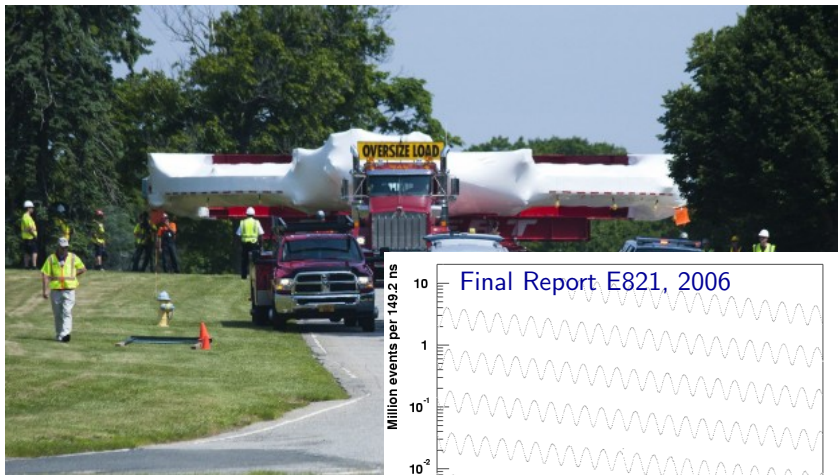 OVERSIZE LOAD
Final Report E821, 2006
Million events per 149.2 ns
10
1
10-1
10-2